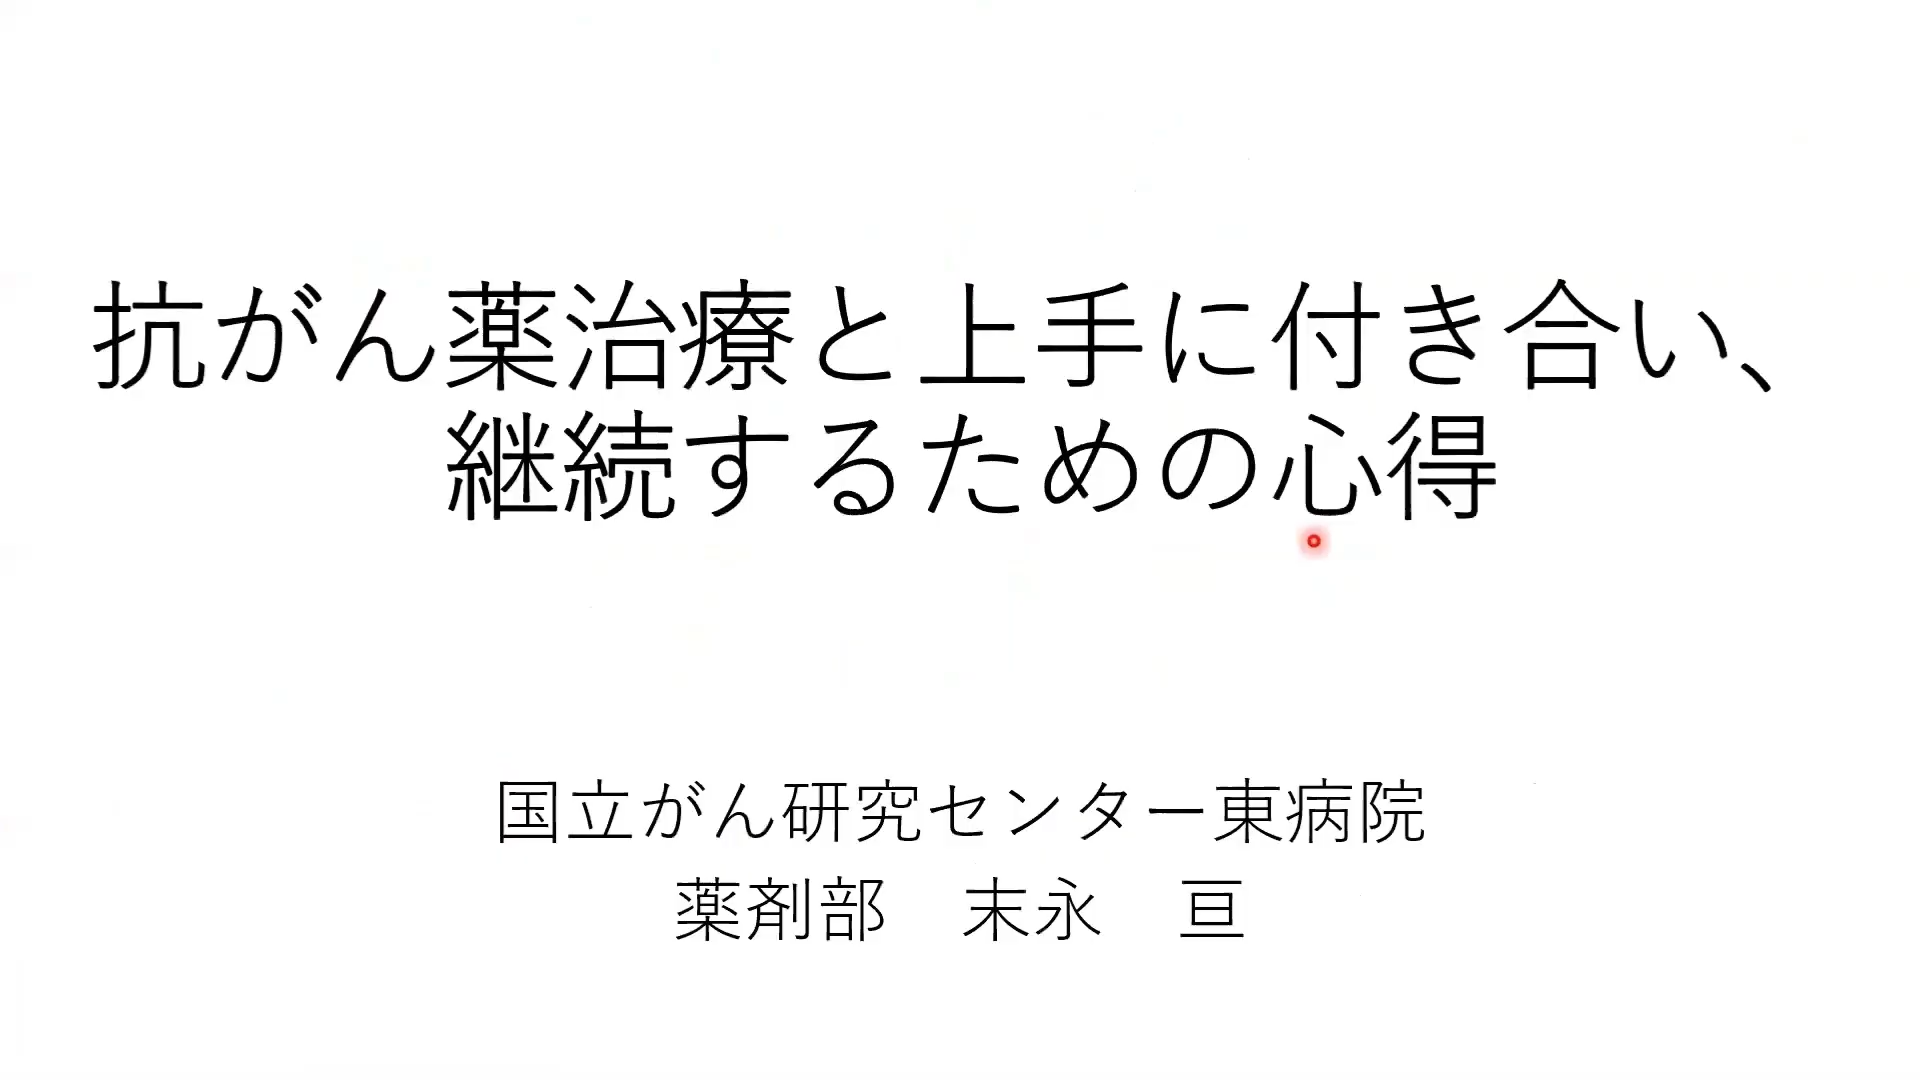 抗がん薬治療と上手に付き合い、
継続するための心得
国立がん研究センター東病院
薬剤部　末永　亘